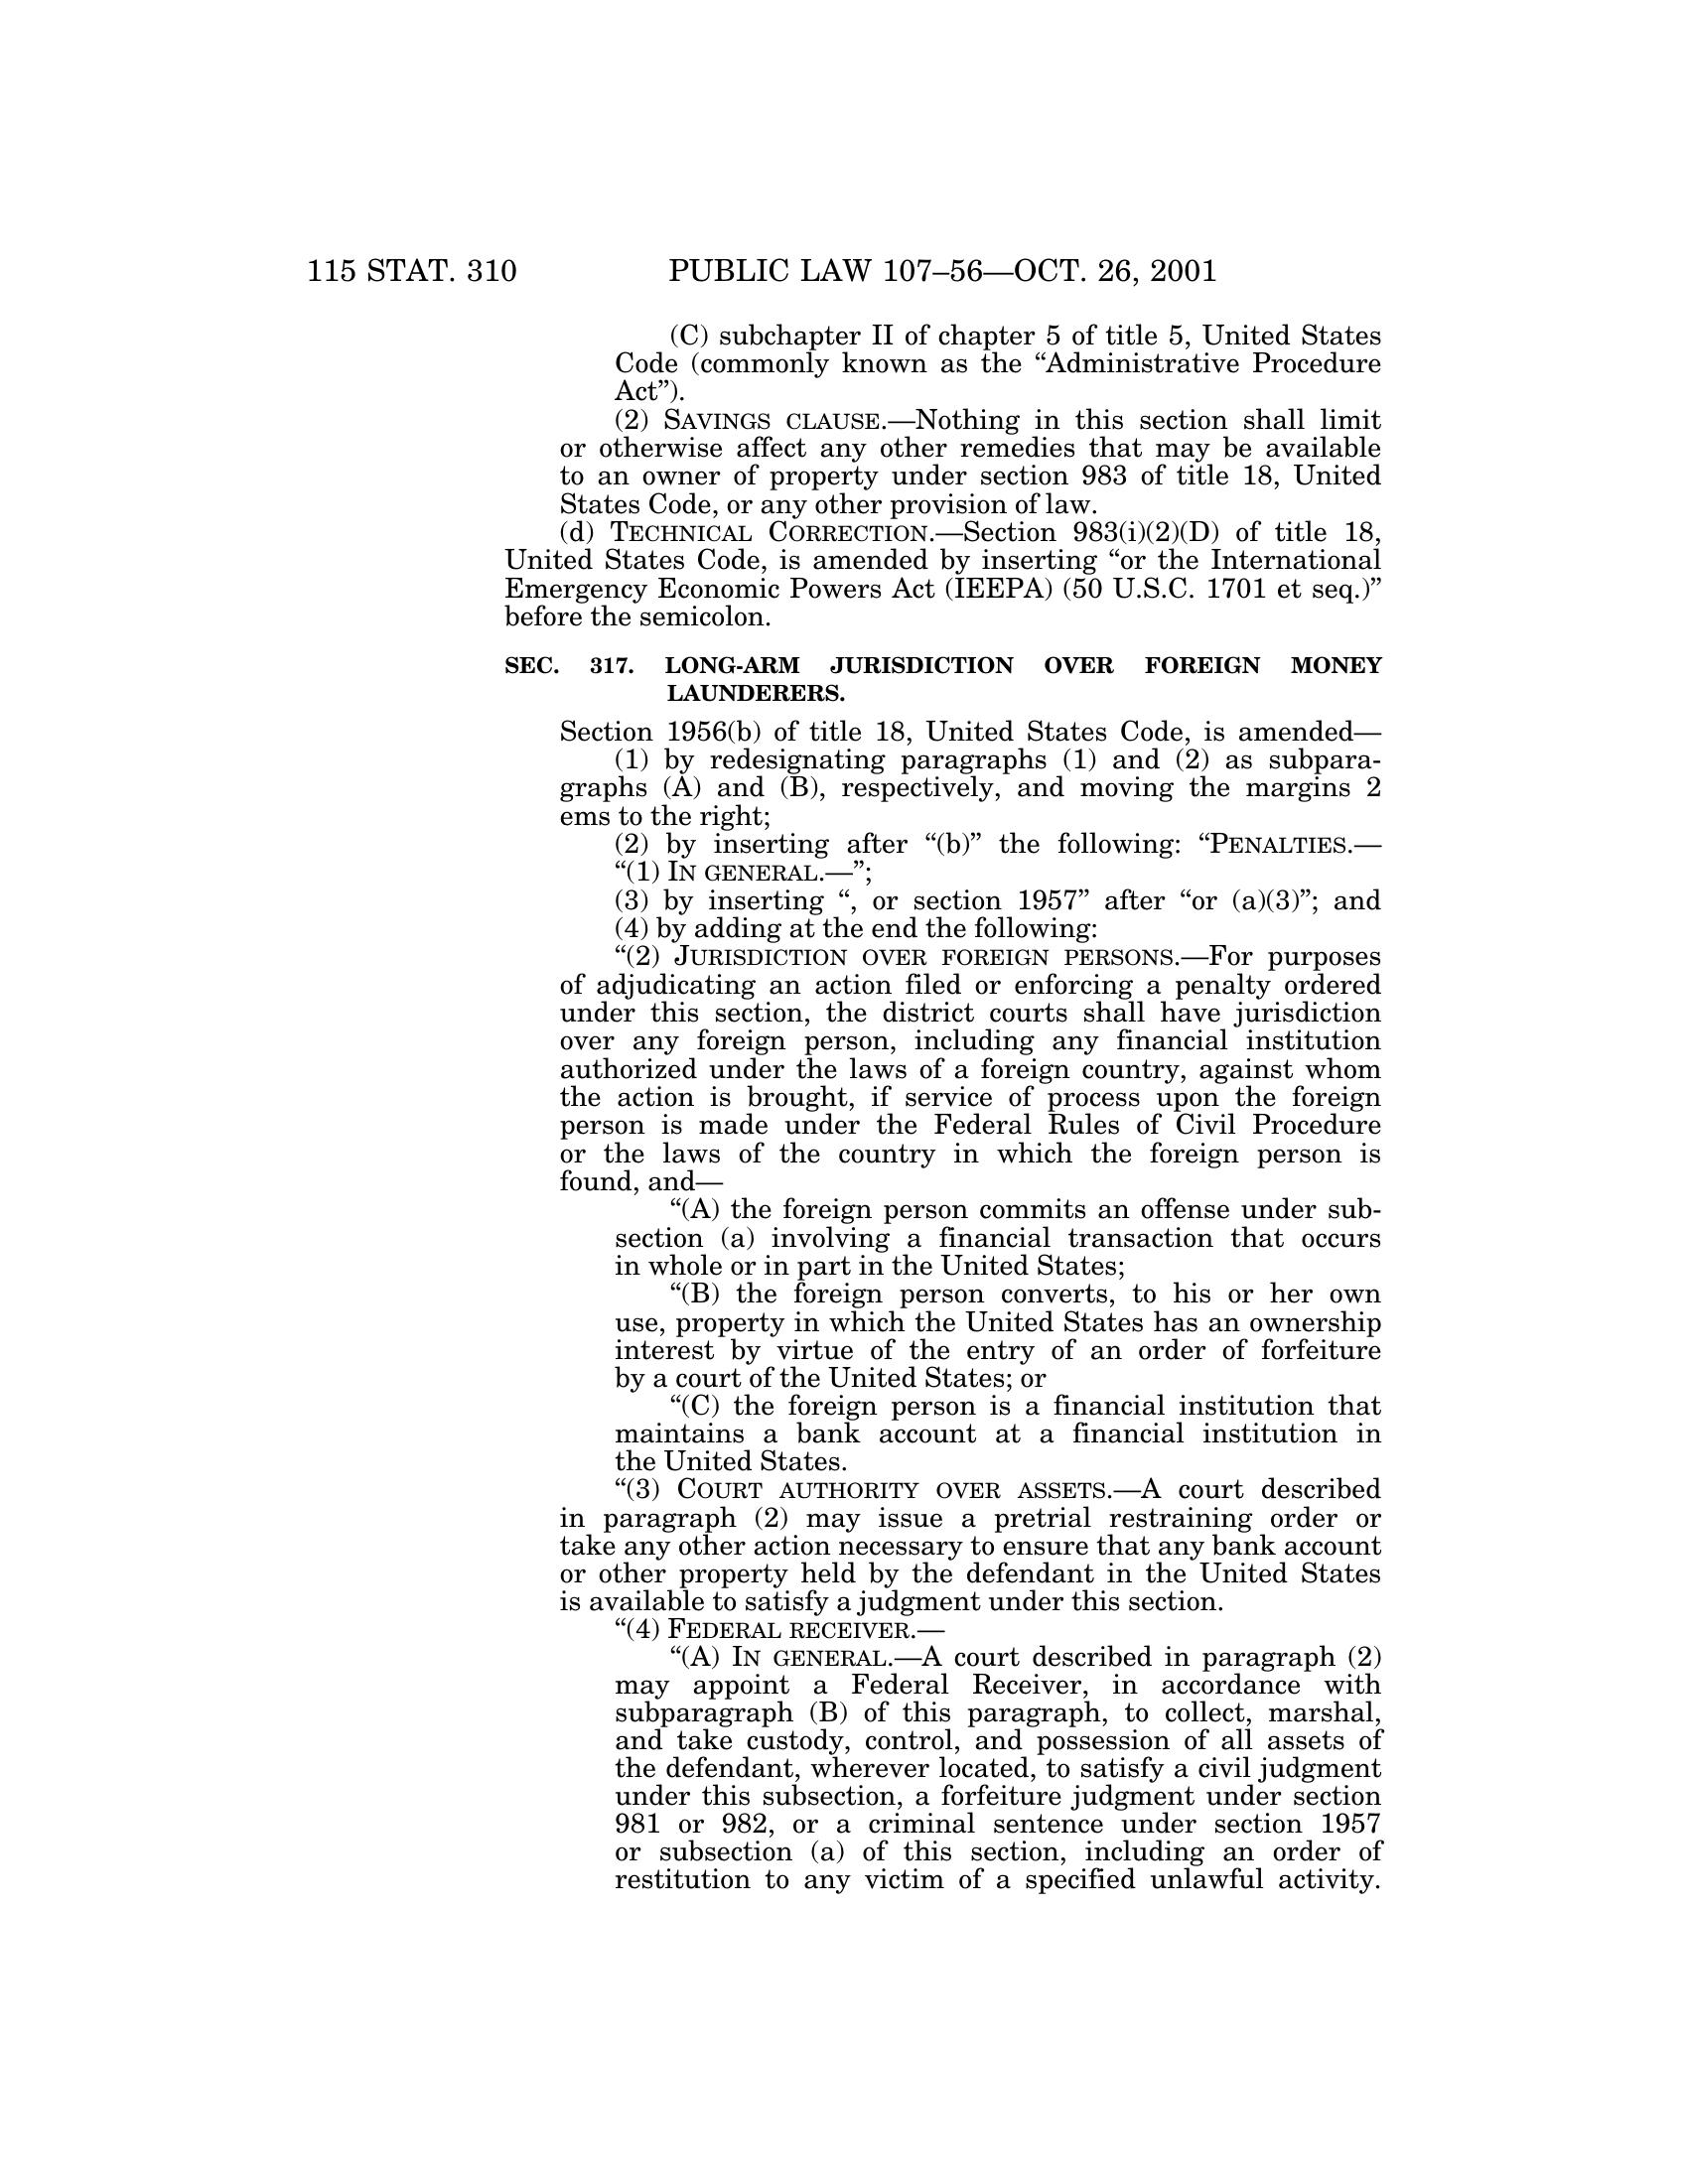 115 STAT. 310 PUBLIC LAW 107–56—OCT. 26, 2001
(C) subchapter II of chapter 5 of title 5, United States
Code (commonly known as the “Administrative Procedure
Act”).
(2) SAVINGS CLAUSE.—Nothing in this section shall limit
or otherwise affect any other remedies that may be available
to an owner of property under section 983 of title 18, United
States Code, or any other provision of law.
(d) TECHNICAL CORRECTION.—Section 983(i)(2)(D) of title 18,
United States Code, is amended by inserting “or the International
Emergency Economic Powers Act (IEEPA) (50 U.S.C. 1701 et seq.)”
before the semicolon.
SEC. 317. LONG-ARM JURISDICTION OVER FOREIGN MONEY
LAUNDERERS.
Section 1956(b) of title 18, United States Code, is amended—
(1) by redesignating paragraphs (1) and (2) as subpara-
graphs (A) and (B), respectively, and moving the margins 2
ems to the right;
(2) by inserting after “(b)” the following: “PENALTIES.—
“(1) IN GENERAL.—”;
(3) by inserting “, or section 1957” after “or (a)(3)”; and
(4) by adding at the end the following:
“(2) JURISDICTION OVER FOREIGN PERSONS.—For purposes
of adjudicating an action filed or enforcing a penalty ordered
under this section, the district courts shall have jurisdiction
over any foreign person, including any financial institution
authorized under the laws of a foreign country, against whom
the action is brought, if service of process upon the foreign
person is made under the Federal Rules of Civil Procedure
or the laws of the country in which the foreign person is
found, and—
“(A) the foreign person commits an offense under sub-
section (a) involving a financial transaction that occurs
in whole or in part in the United States;
“(B) the foreign person converts, to his or her own
use, property in which the United States has an ownership
interest by virtue of the entry of an order of forfeiture
by a court of the United States; or
“(C) the foreign person is a financial institution that
maintains a bank account at a financial institution in
the United States.
“(3) COURT AUTHORITY OVER ASSETS.—A court described
in paragraph (2) may issue a pretrial restraining order or
take any other action necessary to ensure that any bank account
or other property held by the defendant in the United States
is available to satisfy a judgment under this section.
“(4) FEDERAL RECEIVER.—
“(A) IN GENERAL.—A court described in paragraph (2)
may appoint a Federal Receiver, in accordance with
subparagraph (B) of this paragraph, to collect, marshal,
and take custody, control, and possession of all assets of
the defendant, wherever located, to satisfy a civil judgment
under this subsection, a forfeiture judgment under section
981 or 982, or a criminal sentence under section 1957
or subsection (a) of this section, including an order of
restitution to any victim of a specified unlawful activity.